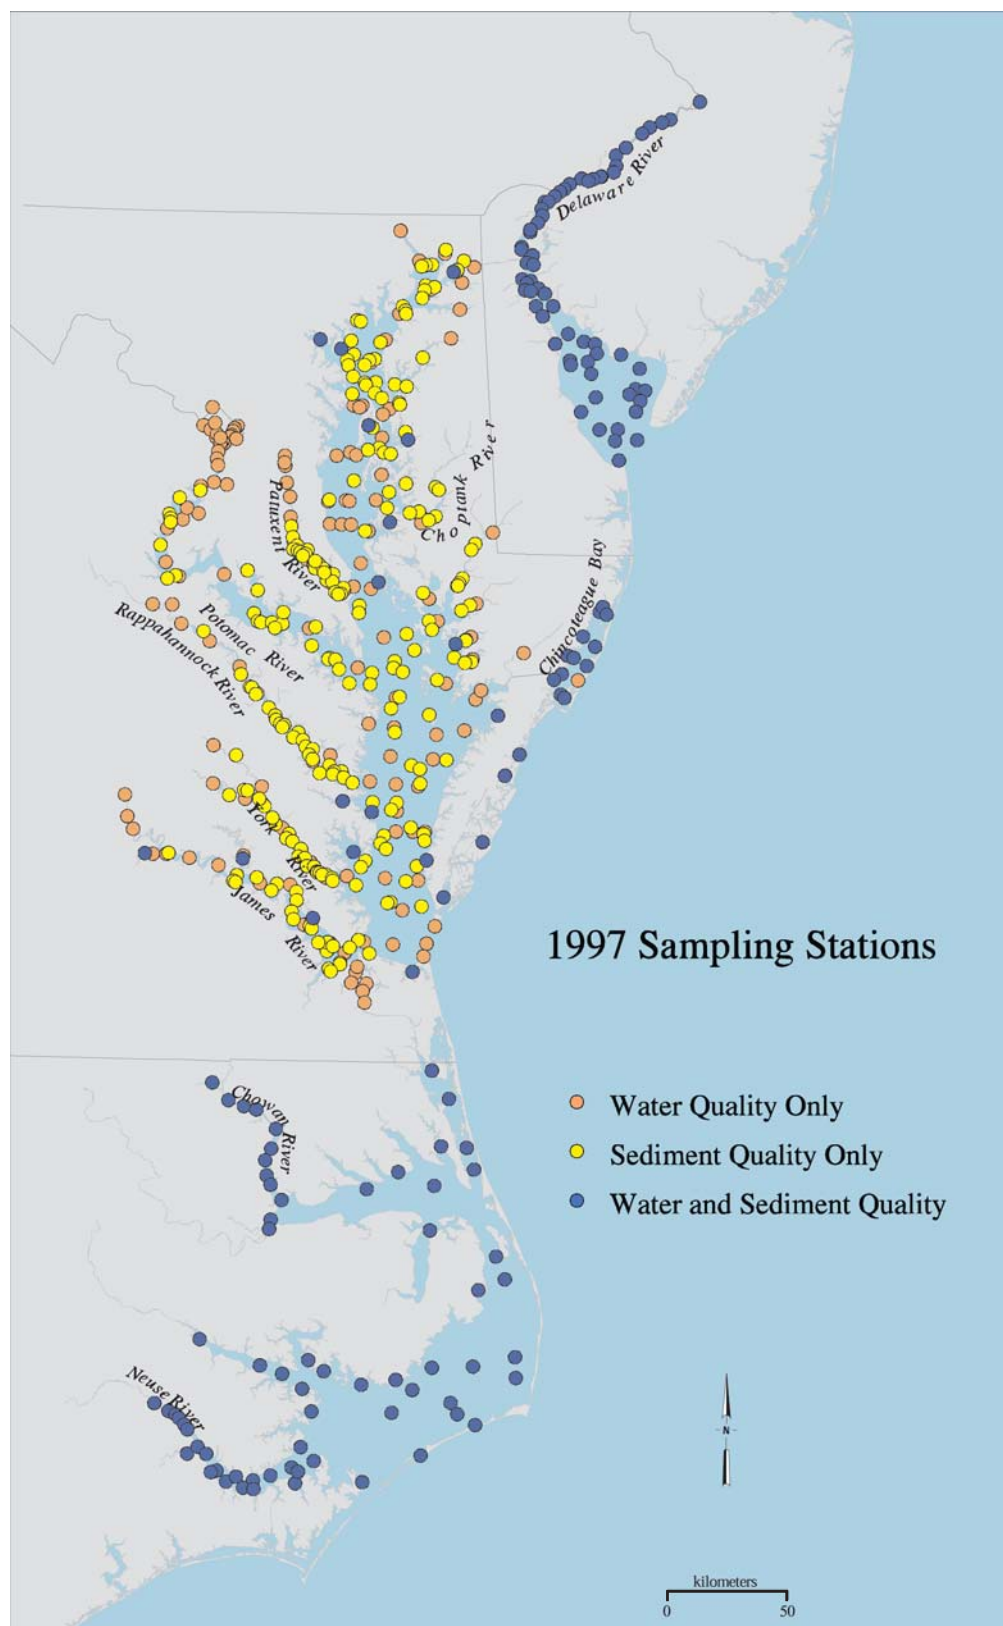 Delaware River
Choptank River
Patuxent River
Chincoteague Bay
Potomac River
Rappahannock River
York River
James River
1997 Sampling Stations
Water Quality Only
Sediment Quality Only
Water and Sediment Quality
Chowan River
Neuse River
N
kilometers
0 50